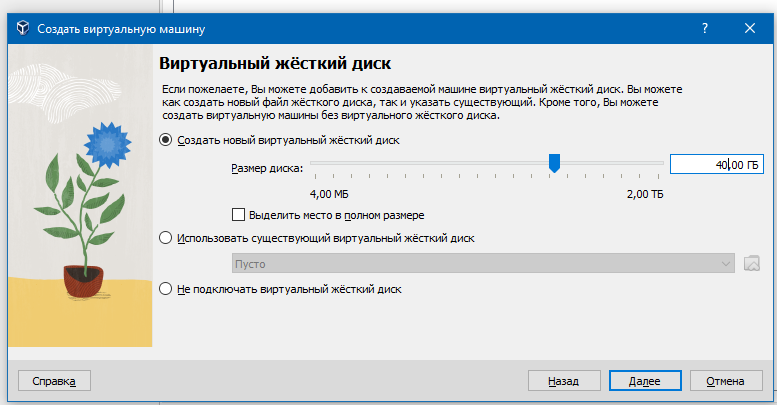 Создать виртуальную машину
Виртуальный жёсткий диск
Если пожелаете, Вы можете добавить к создаваемой машине виртуальный жёсткий диск. Вы можете
как создать новый файл жёсткого диска, так и указать существующий. Кроме того, Вы можете
создать виртуальную машины без виртуального жёсткого диска.
Создать новый виртуальный жёсткий диск
Размер диска:
40,00 ГБ
4,00 МБ
2,00 ТБ
Выделить место в полном размере
Использовать существующий виртуальный жёсткий диск
Пусто
Не подключать виртуальный жёсткий диск
Справка
Назад
Далее
Отмена